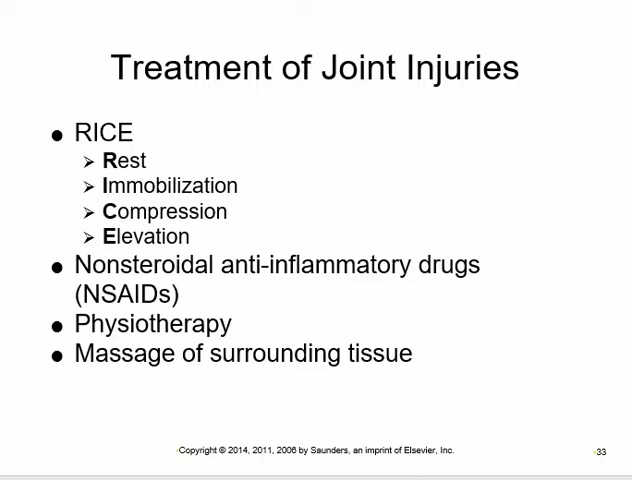 Treatment of Joint Injuries
● RICE
➢ Rest
➢ Immobilization
➢ Compression
➢ Elevation
● Nonsteroidal anti-inflammatory drugs
(NSAIDs)
● Physiotherapy
● Massage of surrounding tissue
Copyright © 2014, 2011, 2006 by Saunders, an imprint of Elsevier, Inc.
33